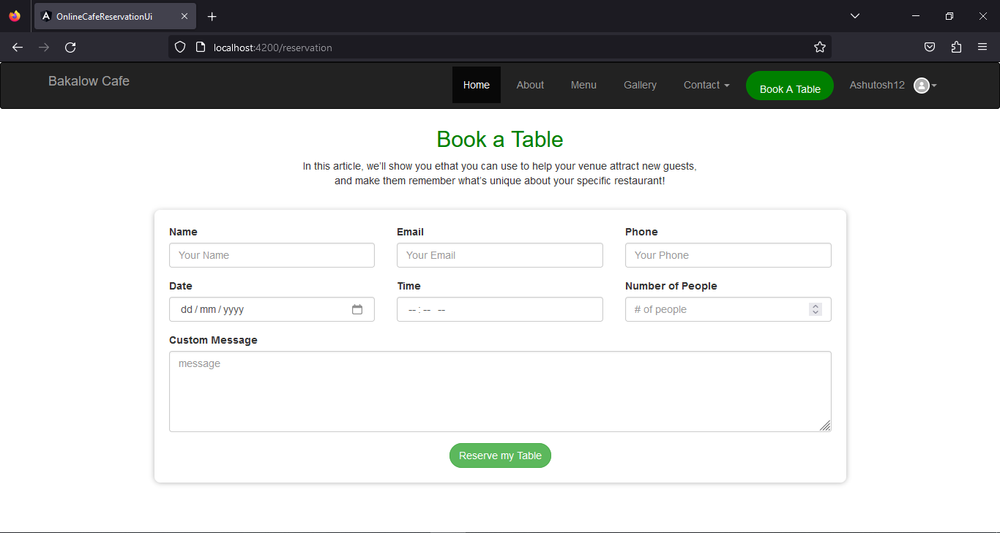 OnlineCafeReservationUi
localhost:4200/reservation
Bakalow Cafe Home About Menu Gallery Contact Book A Table Ashutosh12
Book a Table
In this article, we’ll show you ethat you can use to help your venue attract new guests,
and make them remember what’s unique about your specific restaurant!
Name Email Phone
Your Name Your Email Your Phone
Date Time Number of People
dd / mm / yyyy -- : -- -- # of people
Custom Message
message
Reserve my Table